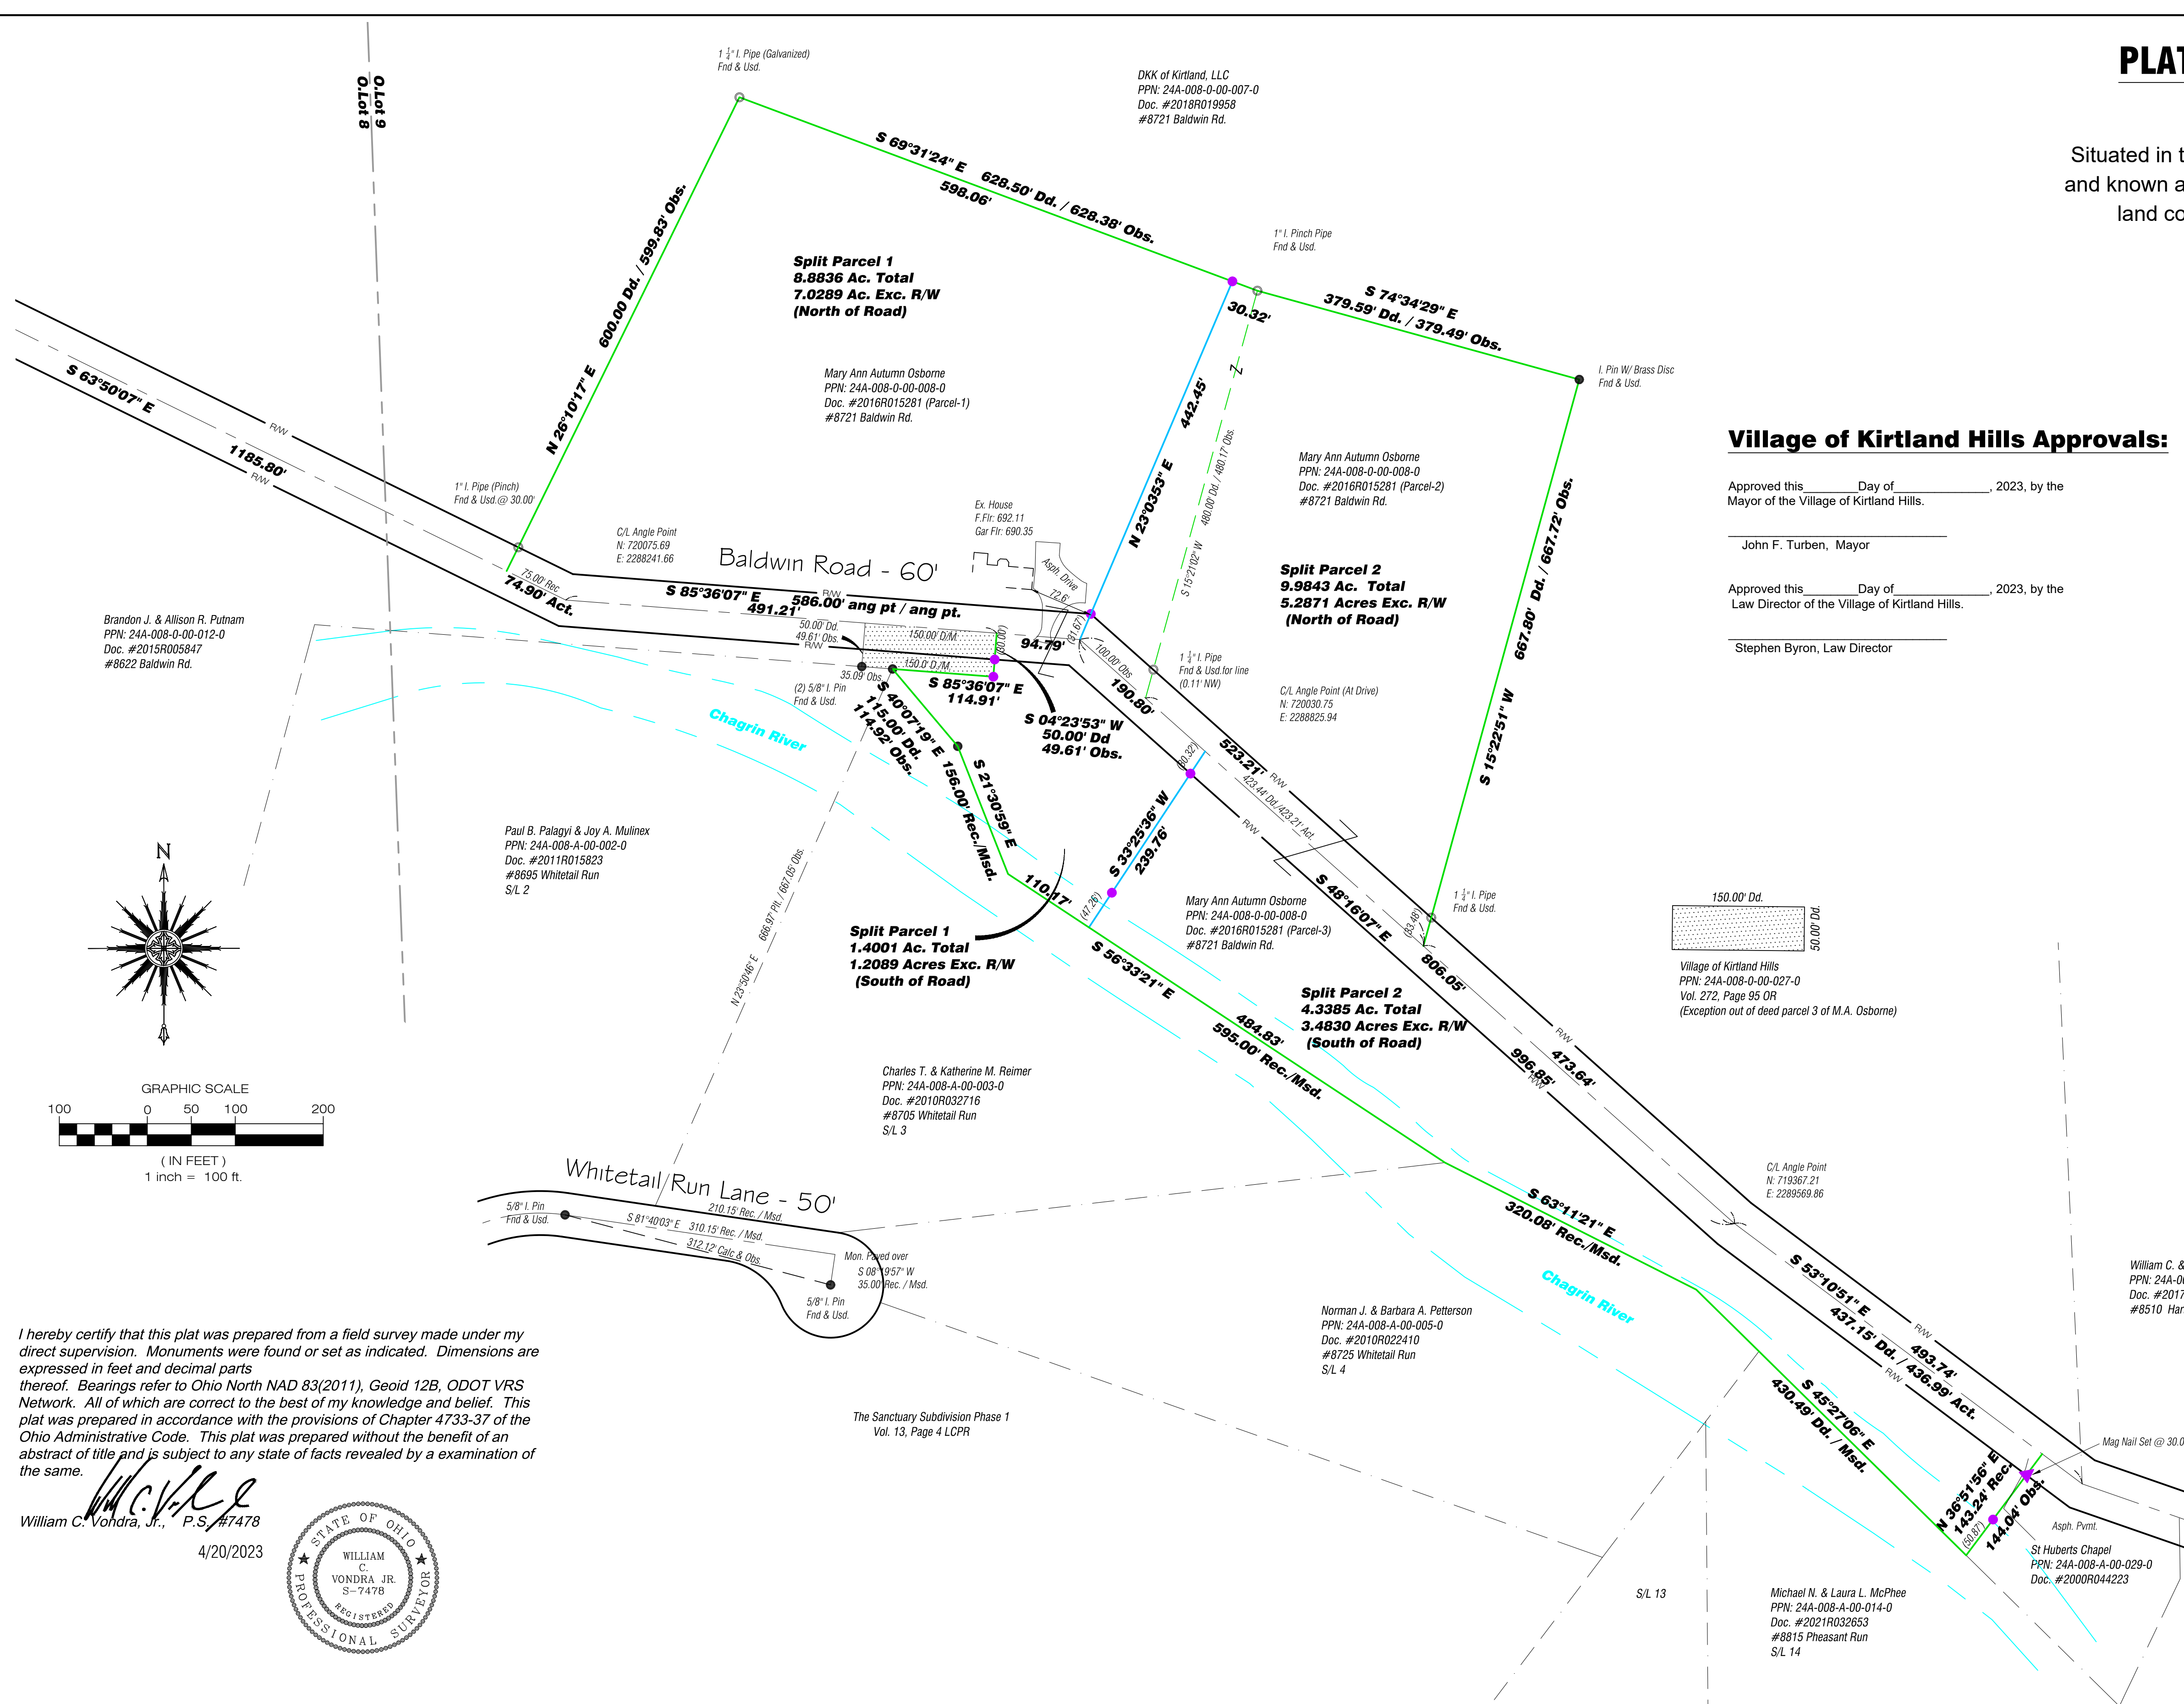 PLAT
Situated in t
and known a
land co
O.Lot 9
O.Lot 8
1 1/4" I. Pipe (Galvanized)
Fnd & Usd.
DKK of Kirtland, LLC
PPN: 24A-008-0-00-007-0
Doc. #2018R019958
#8721 Baldwin Rd.
S 69°31'24" E 628.50' Dd. / 628.38' Obs.
598.06'
1" I. Pinch Pipe
Fnd & Usd.
30.32'
S 74°34'29" E
379.59' Dd. / 379.49' Obs.
I. Pin W/ Brass Disc
Fnd & Usd.
N 26°10'17" E 600.00 Dd. / 599.83' Obs.
Split Parcel 1
8.8836 Ac. Total
7.0289 Ac. Exc. R/W
(North of Road)
Mary Ann Autumn Osborne
PPN: 24A-008-0-00-008-0
Doc. #2016R015281 (Parcel-1)
#8721 Baldwin Rd.
N 23°03'53" E 442.45'
S 15°21'02" W 480.00' Dd. / 480.17' Obs.
Z
Mary Ann Autumn Osborne
PPN: 24A-008-0-00-008-0
Doc. #2016R015281 (Parcel-2)
#8721 Baldwin Rd.
Split Parcel 2
9.9843 Ac. Total
5.2871 Acres Exc. R/W
(North of Road)
S 15°22'51" W 667.80' Dd. / 667.72' Obs.
Village of Kirtland Hills Approvals:
Approved this________Day of______________, 2023, by the
Mayor of the Village of Kirtland Hills.
John F. Turben, Mayor
Approved this________Day of______________, 2023, by the
Law Director of the Village of Kirtland Hills.
Stephen Byron, Law Director
S 63°50'07" E
1185.80'
R/W
R/W
1" I. Pipe (Pinch)
Fnd & Usd.@ 30.00'
C/L Angle Point
N: 720075.69
E: 2288241.66
Ex. House
F.Flr: 692.11
Gar Flr: 690.35
Asph. Drive
72.6'
Baldwin Road - 60'
75.00' Rec.
74.90' Act.
S 85°36'07" E 586.00' ang pt / ang pt.
491.21'
R/W
R/W
50.00' Dd.
49.61' Obs.
150.00' D/M
150.0' D./M.
(30.00')
94.79'
(31.67')
100.00' Obs
190.80'
35.09' Obs.
(2) 5/8" I. Pin
Fnd & Usd.
S 85°36'07" E
114.91'
S 04°23'53" W
50.00' Dd
49.61' Obs.
1 1/4" I. Pipe
Fnd & Usd.for line
(0.11' NW)
C/L Angle Point (At Drive)
N: 720030.75
E: 2288825.94
Brandon J. & Allison R. Putnam
PPN: 24A-008-0-00-012-0
Doc. #2015R005847
#8622 Baldwin Rd.
Chagrin River
S 40°07'19" E
115.00' Dd.
114.92' Obs.
S 21°30'59" E
156.00' Rec./Msd.
(30.32')
523.21'
R/W
423.44' Dd./423.21' Act.
R/W
S 33°25'36" W
239.76'
(47.26')
110.17'
Paul B. Palagyi & Joy A. Mulinex
PPN: 24A-008-A-00-002-0
Doc. #2011R015823
#8695 Whitetail Run
S/L 2
N 23°50'46" E 666.97' Plt. / 667.05' Obs.
N
Mary Ann Autumn Osborne
PPN: 24A-008-0-00-008-0
Doc. #2016R015281 (Parcel-3)
#8721 Baldwin Rd.
S 48°16'07" E
996.85'
806.05'
473.64'
R/W
R/W
1 1/4" I. Pipe
Fnd & Usd.
(33.48')
150.00' Dd.
50.00' Dd.
Village of Kirtland Hills
PPN: 24A-008-0-00-027-0
Vol. 272, Page 95 OR
(Exception out of deed parcel 3 of M.A. Osborne)
Split Parcel 1
1.4001 Ac. Total
1.2089 Acres Exc. R/W
(South of Road)
S 56°33'21" E
484.83'
595.00' Rec./Msd.
Split Parcel 2
4.3385 Ac. Total
3.4830 Acres Exc. R/W
(South of Road)
Charles T. & Katherine M. Reimer
PPN: 24A-008-A-00-003-0
Doc. #2010R032716
#8705 Whitetail Run
S/L 3
GRAPHIC SCALE
100 0 50 100 200
( IN FEET )
1 inch = 100 ft.
Whitetail Run Lane - 50'
5/8" I. Pin
Fnd & Usd.
210.15' Rec. / Msd.
S 81°40'03" E 310.15' Rec. / Msd.
312.12' Calc & Obs.
Mon. Paved over
S 08°19'57" W
35.00' Rec. / Msd.
5/8" I. Pin
Fnd & Usd.
C/L Angle Point
N: 719367.21
E: 2289569.86
S 63°11'21" E
320.08' Rec./Msd.
Chagrin River
S 53°10'51" E
437.15' Dd. / 436.99' Act.
493.74'
R/W
R/W
William C. &
PPN: 24A-0
Doc. #2017
#8510 Har
Norman J. & Barbara A. Petterson
PPN: 24A-008-A-00-005-0
Doc. #2010R022410
#8725 Whitetail Run
S/L 4
S 45°27'06" E
430.49' Dd. / Msd.
Mag Nail Set @ 30.0
N 36°51'56" E
143.24' Rec.
144.04' Obs.
(50.87')
Asph. Pvmt.
St Huberts Chapel
PPN: 24A-008-A-00-029-0
Doc. #2000R044223
The Sanctuary Subdivision Phase 1
Vol. 13, Page 4 LCPR
S/L 13
Michael N. & Laura L. McPhee
PPN: 24A-008-A-00-014-0
Doc. #2021R032653
#8815 Pheasant Run
S/L 14
I hereby certify that this plat was prepared from a field survey made under my
direct supervision. Monuments were found or set as indicated. Dimensions are
expressed in feet and decimal parts
thereof. Bearings refer to Ohio North NAD 83(2011), Geoid 12B, ODOT VRS
Network. All of which are correct to the best of my knowledge and belief. This
plat was prepared in accordance with the provisions of Chapter 4733-37 of the
Ohio Administrative Code. This plat was prepared without the benefit of an
abstract of title and is subject to any state of facts revealed by a examination of
the same.
William C. Vondra, Jr., P.S. #7478
4/20/2023
STATE OF OHIO
WILLIAM
C.
VONDRA JR.
S-7478
REGISTERED
PROFESSIONAL SURVEYOR